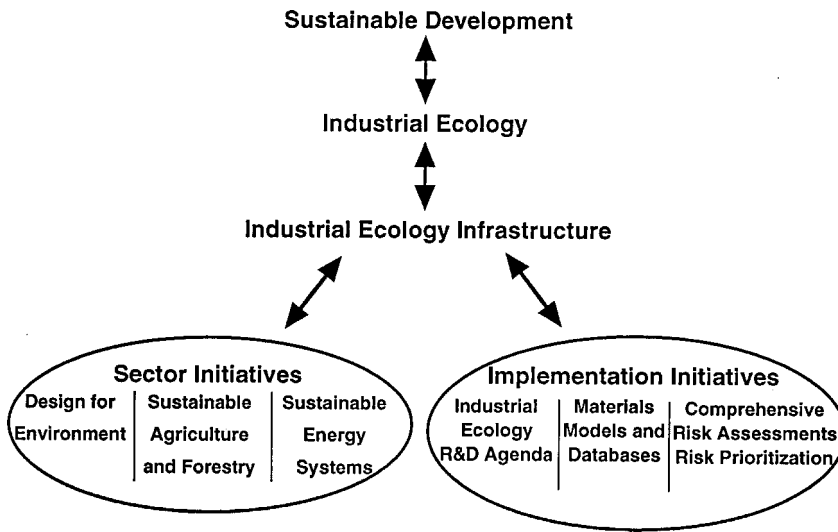 Sustainable Development
Industrial Ecology
Industrial Ecology Infrastructure
Sector Initiatives
Design for
Environment
Sustainable
Agriculture
and Forestry
Sustainable
Energy
Systems
Implementation Initiatives
Industrial
Ecology
R&D Agenda
Materials
Models and
Databases
Comprehensive
Risk Assessments
Risk Prioritization